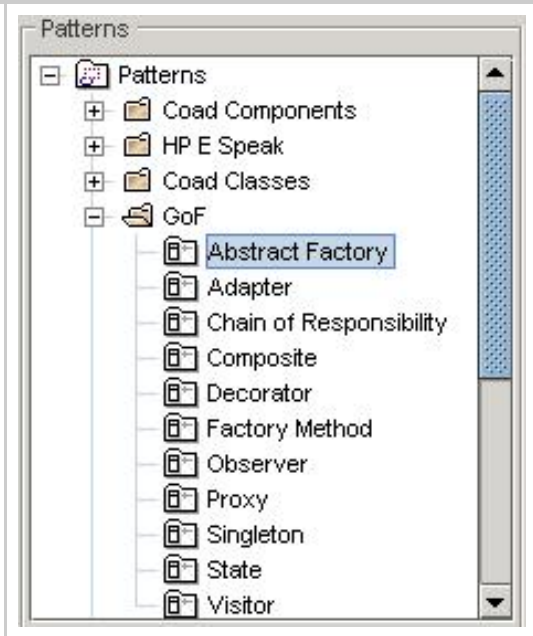 Patterns
Patterns
Coad Components
HP E Speak
Coad Classes
GoF
Abstract Factory
Adapter
Chain of Responsibility
Composite
Decorator
Factory Method
Observer
Proxy
Singleton
State
Visitor